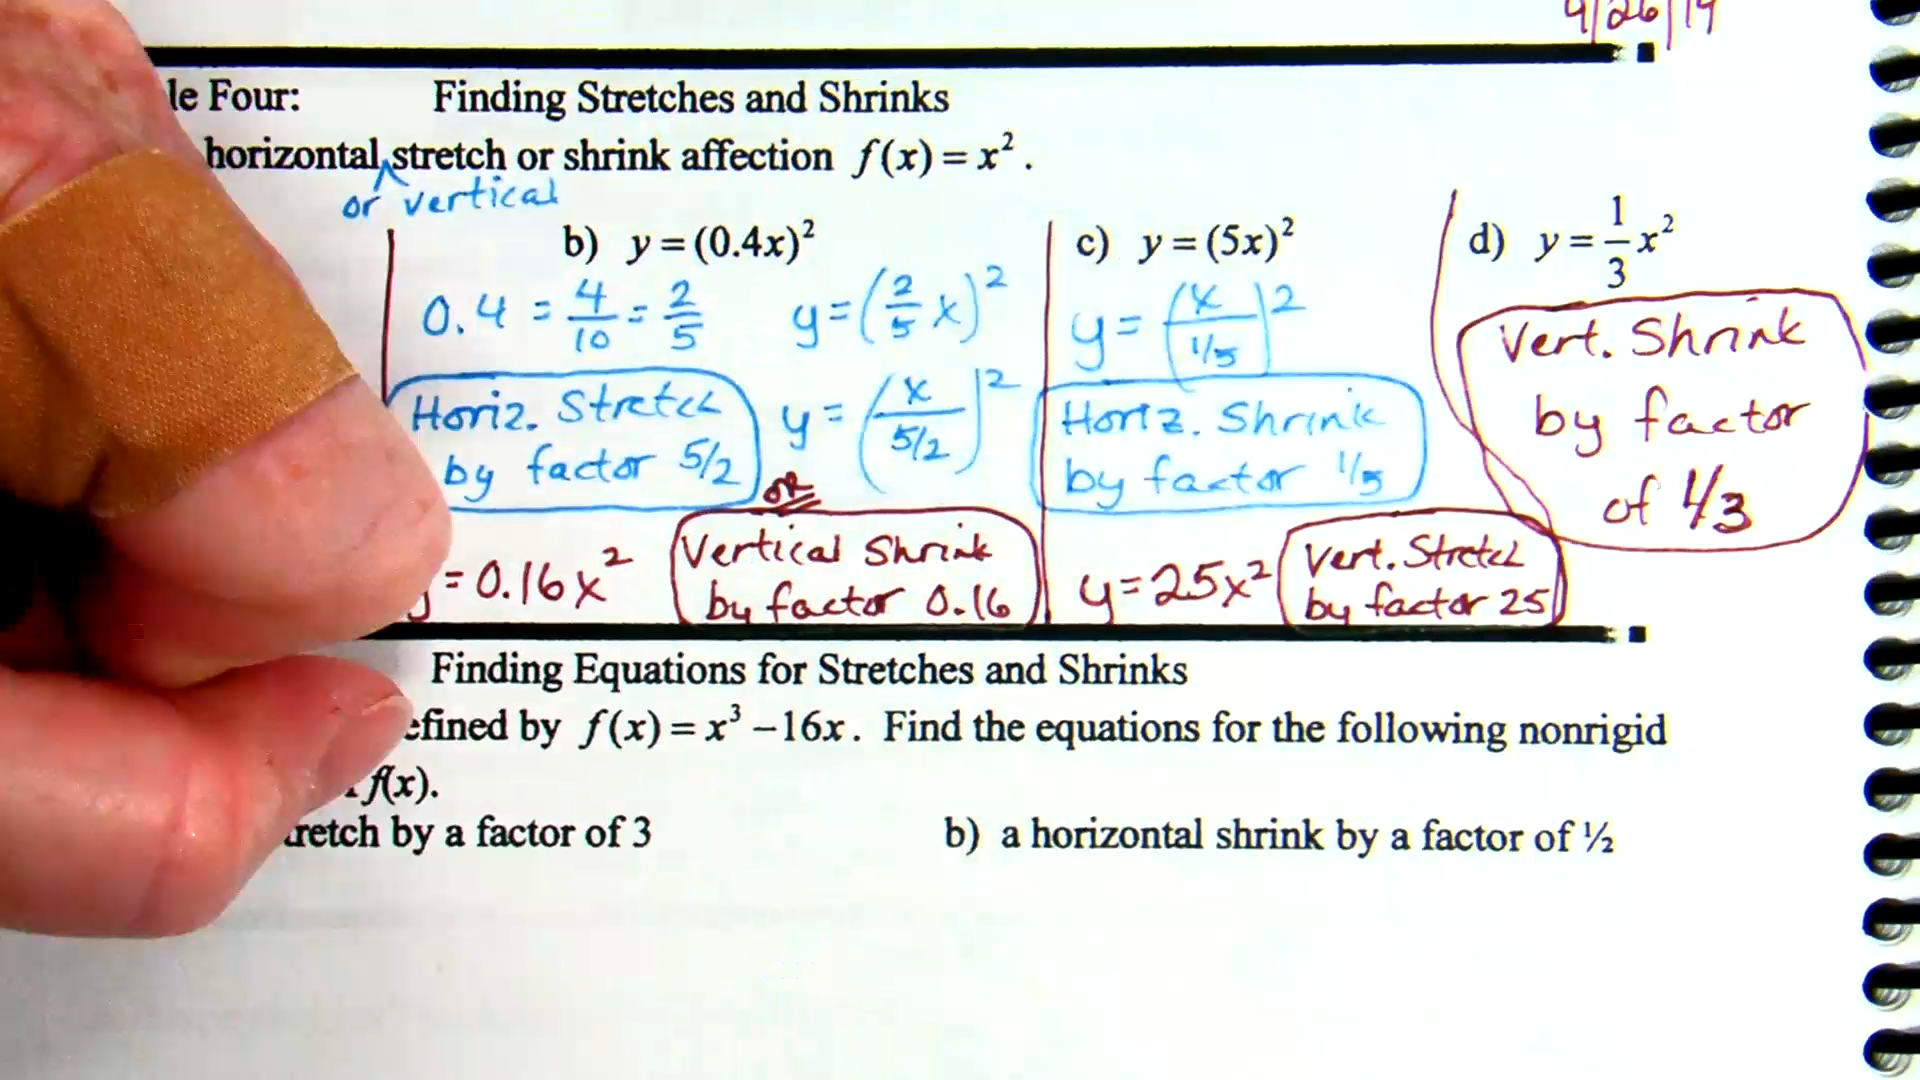 4/26/19
le Four: Finding Stretches and Shrinks
horizontal stretch or shrink affection f(x) = x².
or vertical
b) y = (0.4x)² c) y = (5x)² d) y = 1/3 x²
0.4 = 4/10 = 2/5 y = (2/5 x)² y = (x / 1/5)²
Horiz. Stretch by factor 5/2
y = (x / 5/2)²
Horiz. Shrink by factor 1/5
Vert. Shrink
by factor
of 1/3
or
y = 0.16x² Vertical Shrink by factor 0.16
y = 25x² Vert. Stretch by factor 25
Finding Equations for Stretches and Shrinks
efined by f(x) = x³ – 16x. Find the equations for the following nonrigid
f(x).
retch by a factor of 3 b) a horizontal shrink by a factor of ½